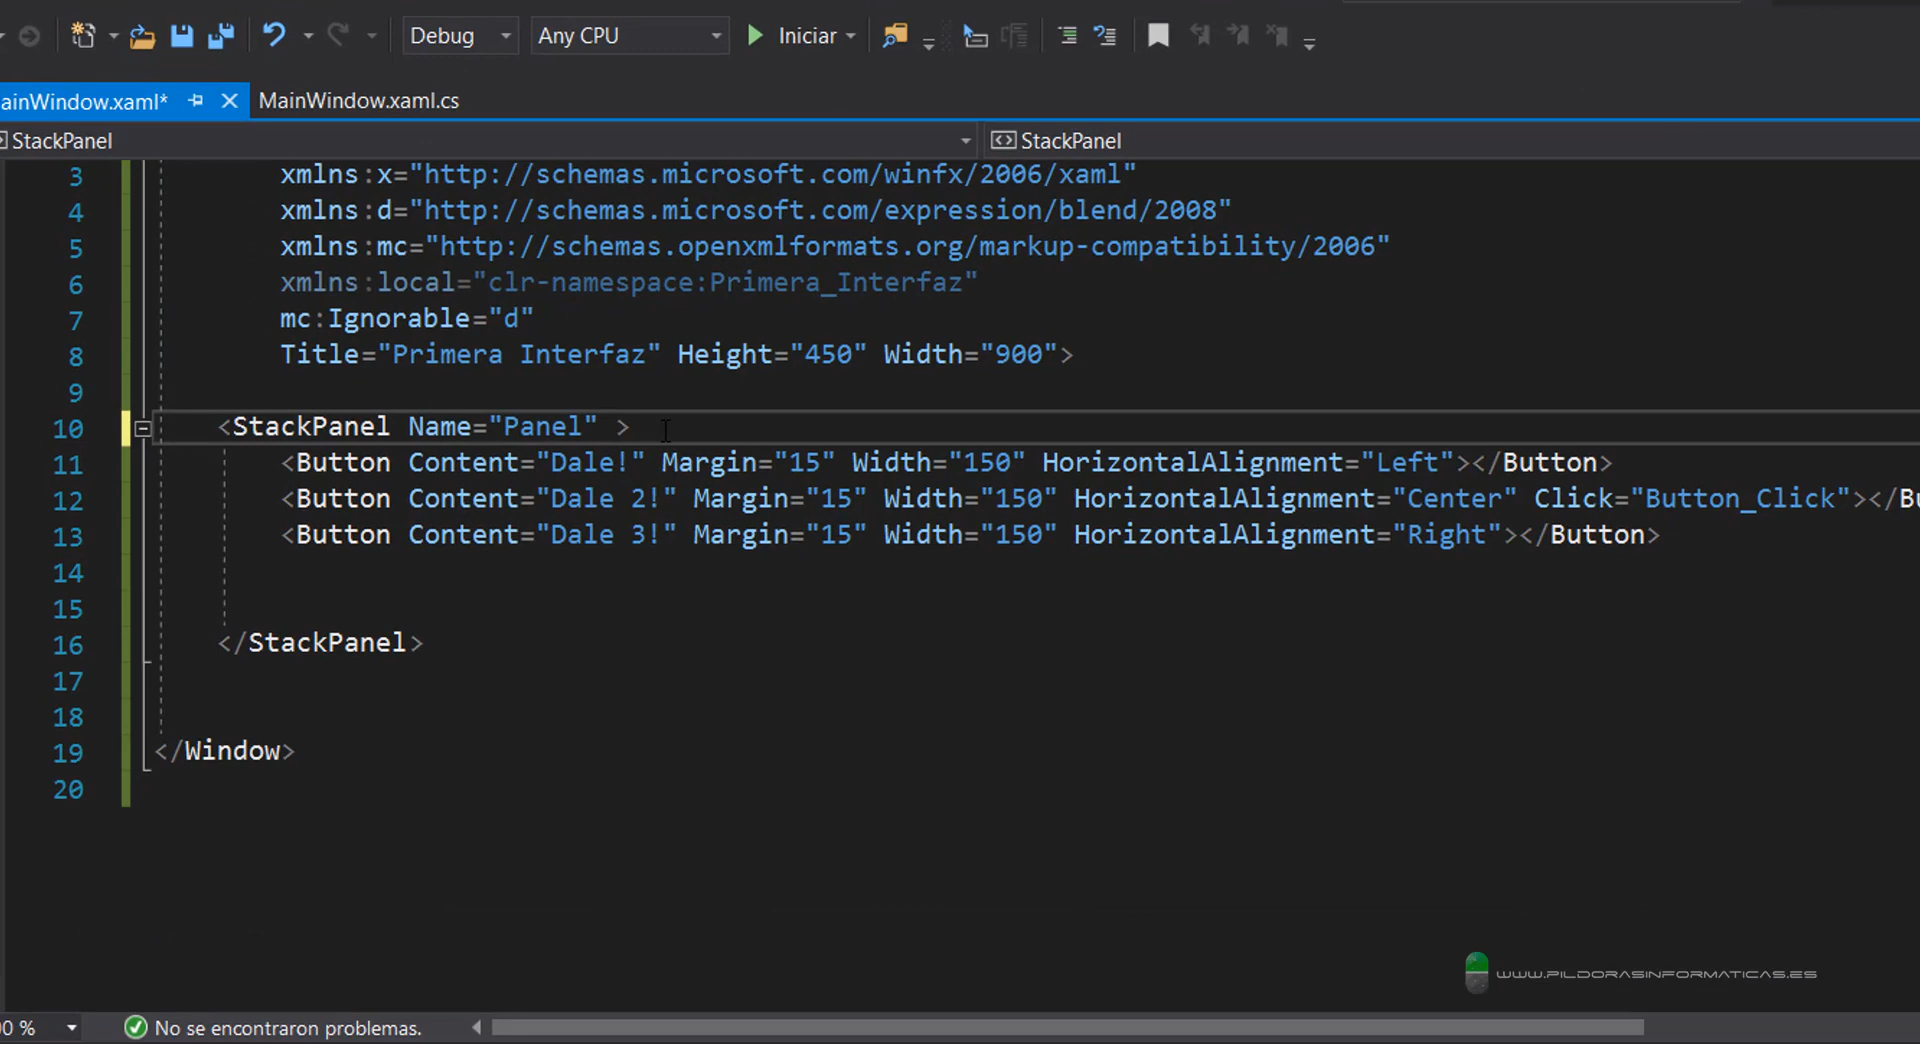 Debug Any CPU Iniciar
ainWindow.xaml* MainWindow.xaml.cs
StackPanel StackPanel
3 xmlns:x="http://schemas.microsoft.com/winfx/2006/xaml"
4 xmlns:d="http://schemas.microsoft.com/expression/blend/2008"
5 xmlns:mc="http://schemas.openxmlformats.org/markup-compatibility/2006"
6 xmlns:local="clr-namespace:Primera_Interfaz"
7 mc:Ignorable="d"
8 Title="Primera Interfaz" Height="450" Width="900">
9
10 <StackPanel Name="Panel" >
11 <Button Content="Dale!" Margin="15" Width="150" HorizontalAlignment="Left"></Button>
12 <Button Content="Dale 2!" Margin="15" Width="150" HorizontalAlignment="Center" Click="Button_Click"></Bu
13 <Button Content="Dale 3!" Margin="15" Width="150" HorizontalAlignment="Right"></Button>
14
15
16 </StackPanel>
17
18
19 </Window>
20
WWW.PILDORASINFORMATICAS.ES
0 % No se encontraron problemas.